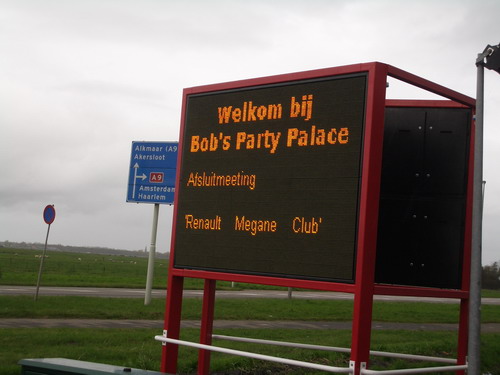 Welkom bij
Bob's Party Palace
Afsluitmeeting
'Renault Megane Club'
Alkmaar (A9
Akersloot
A9
Amsterdam
Haarlem